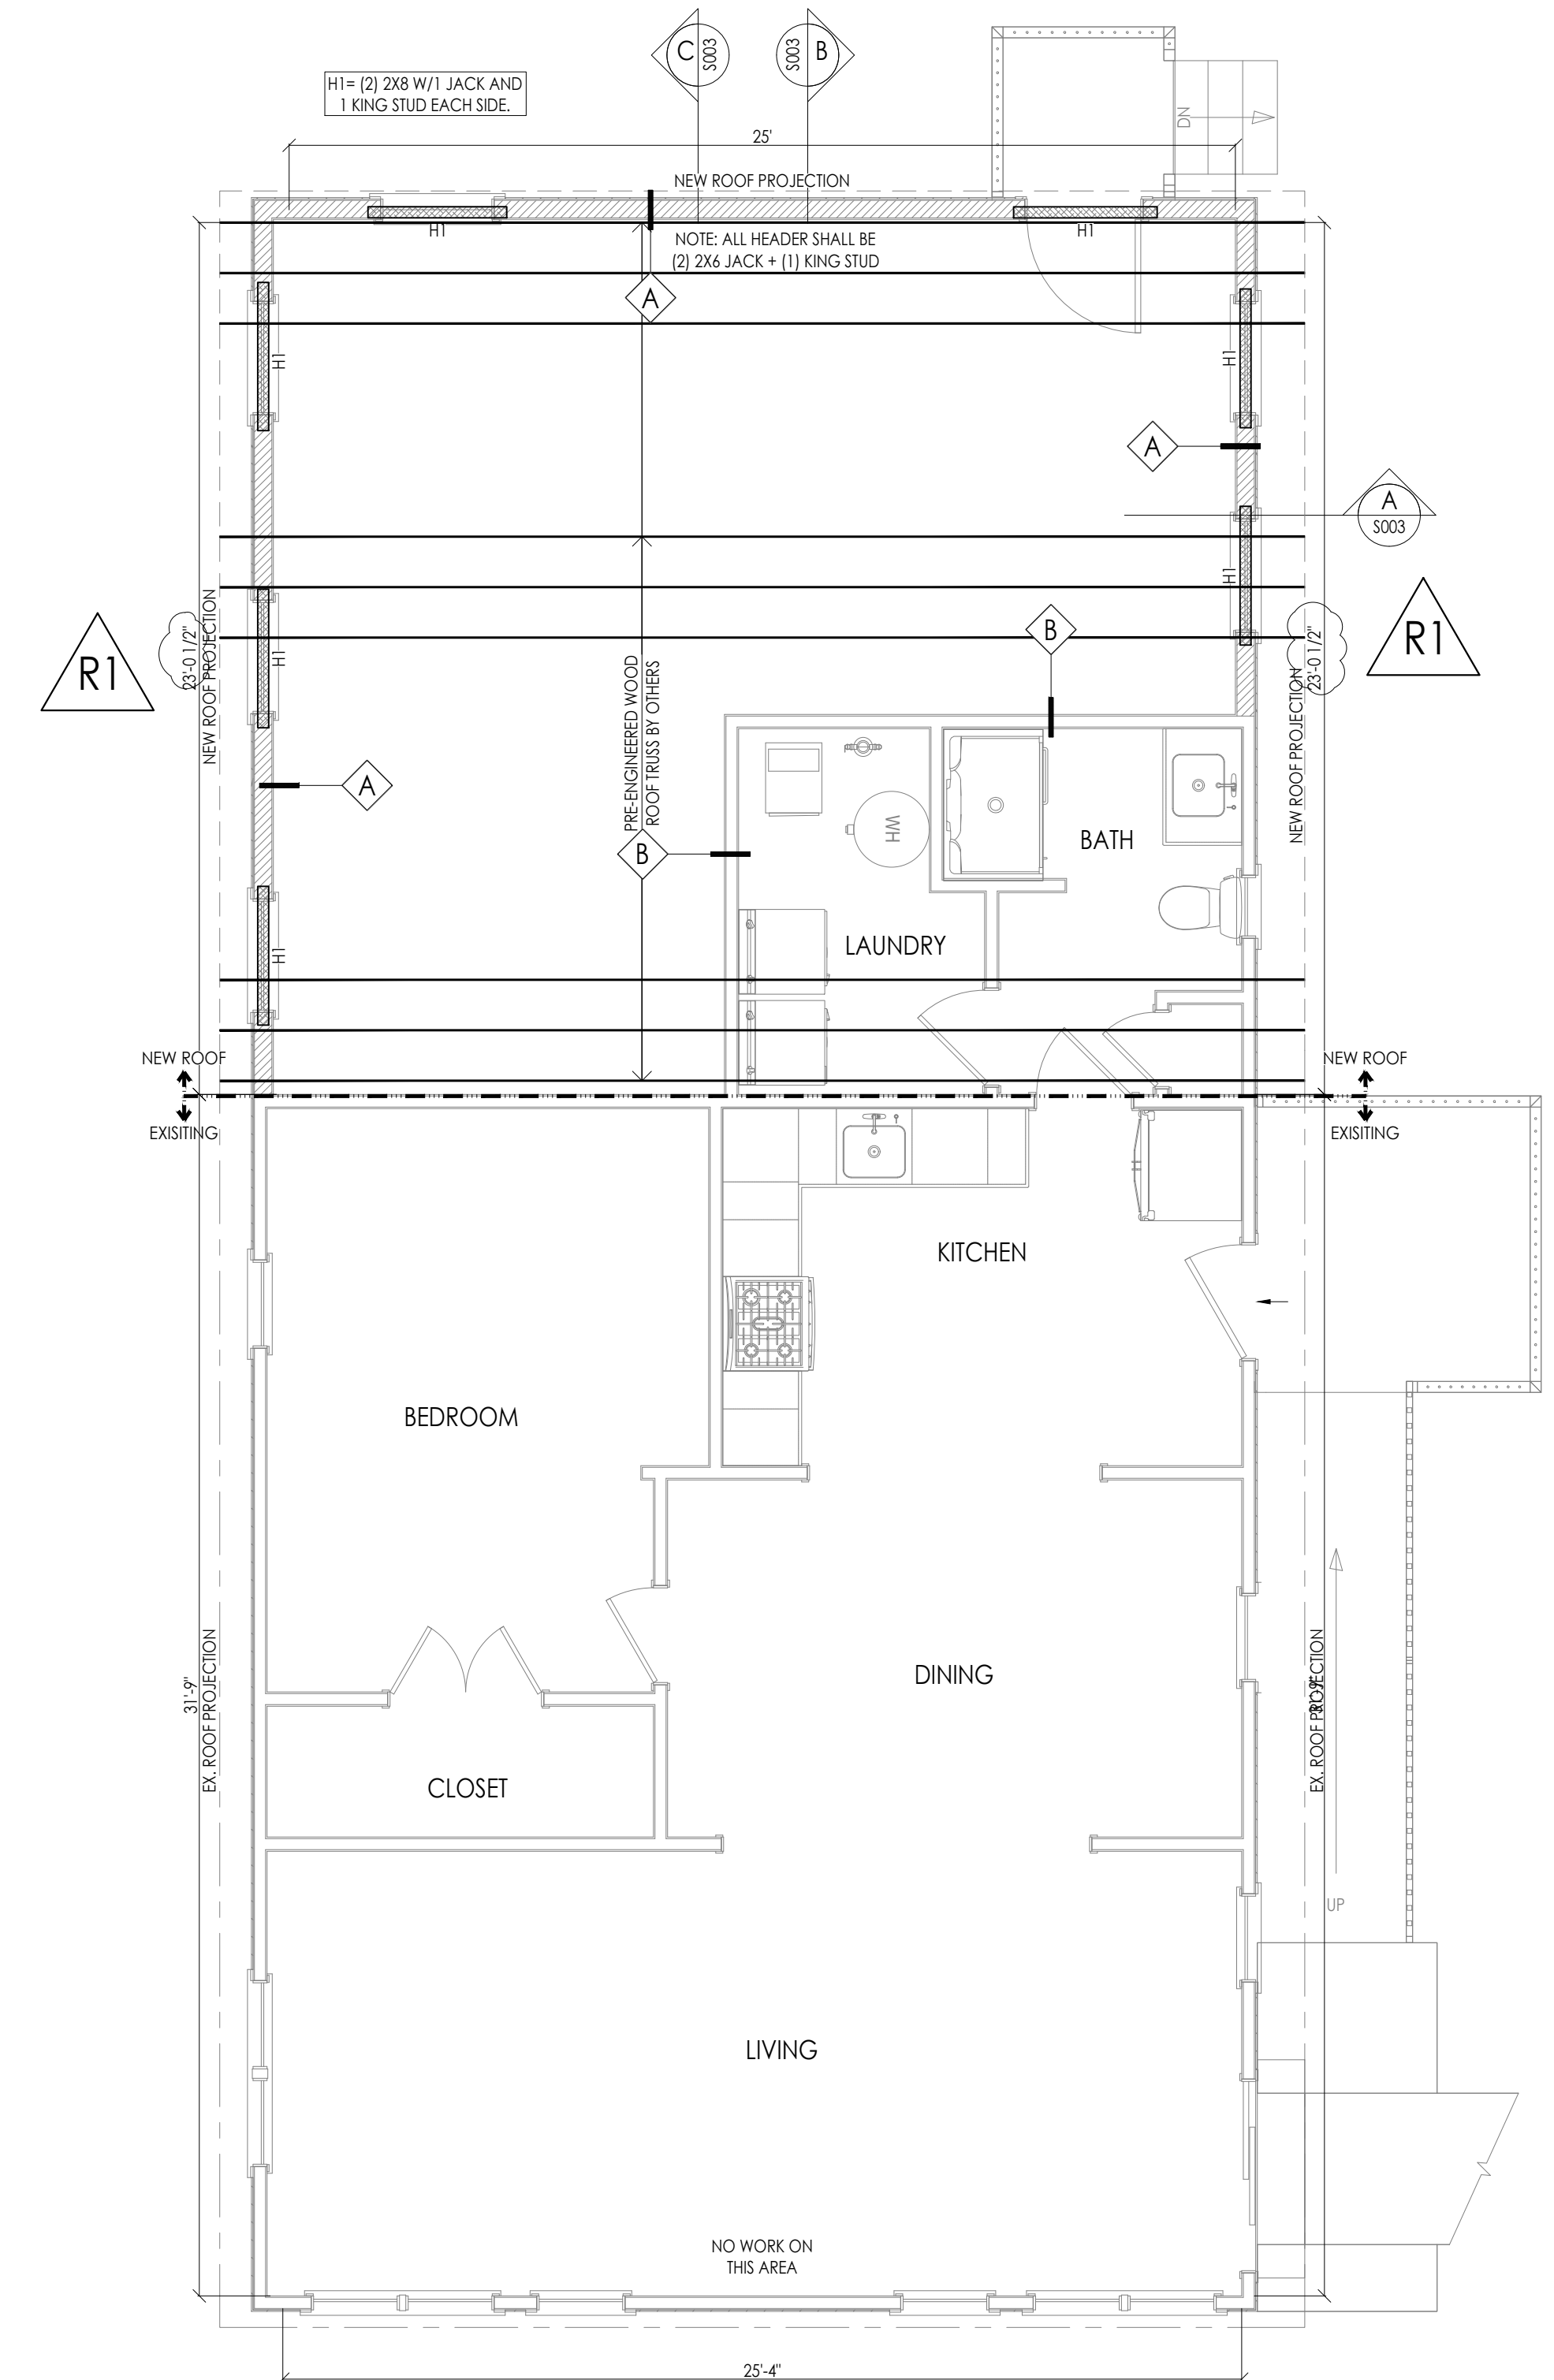 C
S003
S003
B
H1= (2) 2X8 W/1 JACK AND
1 KING STUD EACH SIDE.
DN
25'
NEW ROOF PROJECTION
H1
H1
NOTE: ALL HEADER SHALL BE
(2) 2X6 JACK + (1) KING STUD
A
H1
H1
A
A
S003
H1
H1
23'-0 1/2"
NEW ROOF PROJECTION
R1
B
23'-0 1/2"
NEW ROOF PROJECTION
R1
PRE-ENGINEERED WOOD
ROOF TRUSS BY OTHERS
A
B
WH
BATH
LAUNDRY
H1
NEW ROOF
EXISITING
NEW ROOF
EXISITING
KITCHEN
BEDROOM
DINING
31'-9"
EX. ROOF PROJECTION
31'-9"
EX. ROOF PROJECTION
CLOSET
UP
LIVING
NO WORK ON
THIS AREA
25'-4"